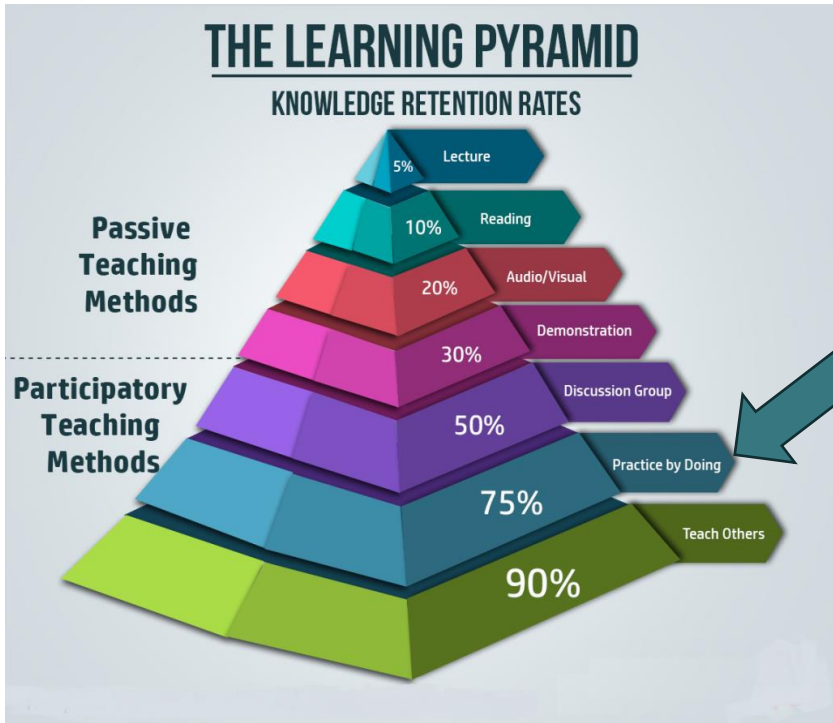 THE LEARNING PYRAMID
KNOWLEDGE RETENTION RATES
5%
Lecture
Passive
Teaching
Methods
10%
Reading
20%
Audio/Visual
30%
Demonstration
Participatory
Teaching
Methods
50%
Discussion Group
75%
Practice by Doing
90%
Teach Others